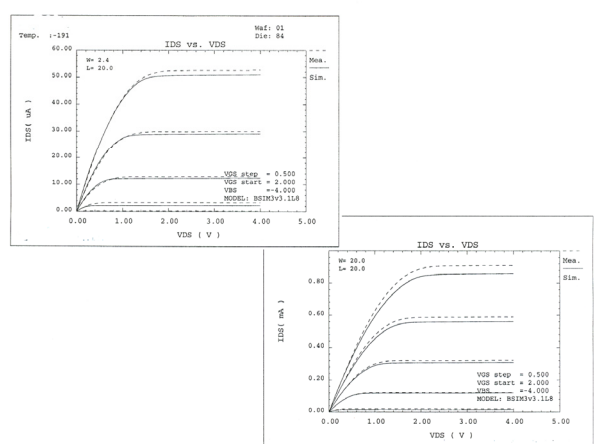 Waf: 01
Temp. :-191
Die: 84
IDS vs. VDS
60.00
50.00
40.00
30.00
20.00
10.00
0.00
IDS( uA )
W= 2.4
L= 20.0
Mea.
Sim.
VGS step = 0.500
VGS start = 2.000
VBS =-4.000
MODEL: BSIM3v3.1L8
0.00 1.00 2.00 3.00 4.00 5.00
VDS ( V )
IDS vs. VDS
0.80
0.60
0.40
0.20
0.00
IDS( mA )
W= 20.0
L= 20.0
Mea.
Sim.
VGS step = 0.500
VGS start = 2.000
VBS =-4.000
MODEL: BSIM3v3.1L8
0.00 1.00 2.00 3.00 4.00 5.00
VDS ( V )